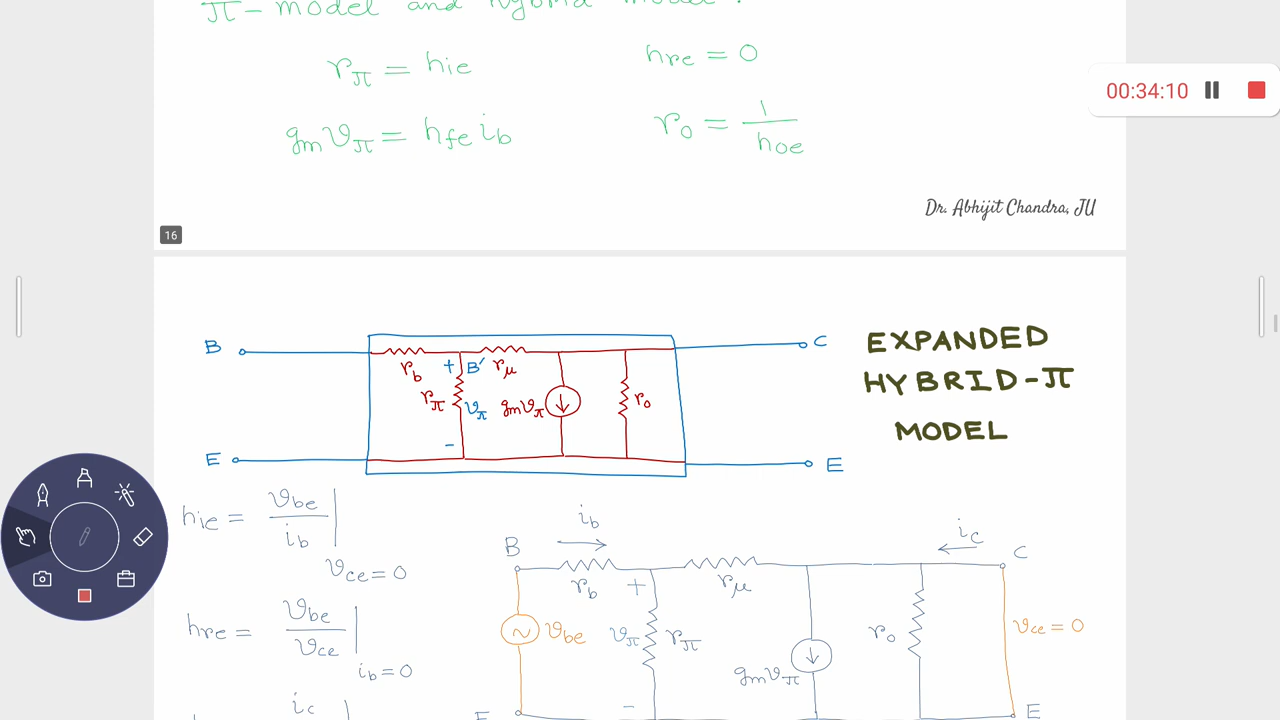 π - model and hybrid model :
rπ = hie
hre = 0
gm vπ = hfe ib
ro = 1/hoe
Dr. Abhijit Chandra, JU
16
00:34:10
B
C
rb
+
B'
rμ
rπ
vπ
gmvπ
ro
-
E
E
EXPANDED
HYBRID-π
MODEL
hie = vbe/ib | vce = 0
hre = vbe/vce | ib = 0
ic
ib
ic
B
C
rb
+
rμ
vbe
vπ
rπ
gmvπ
ro
vce = 0
-
E